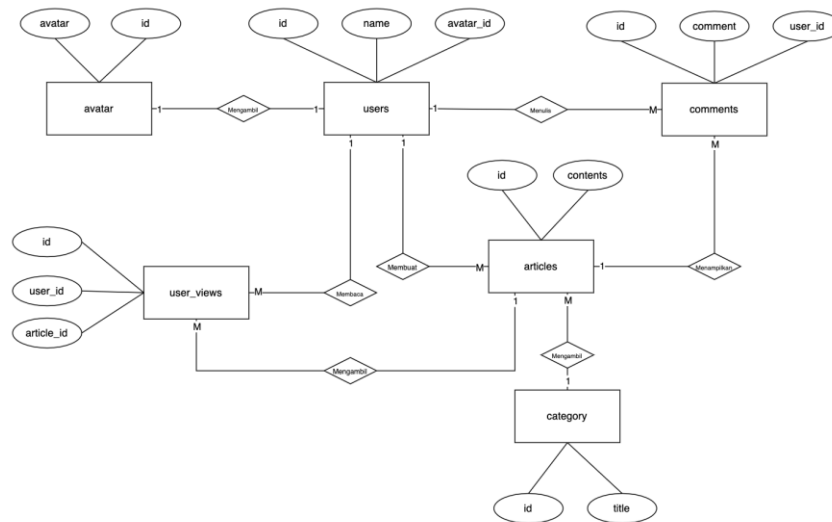 avatar
id
id
name
avatar_id
id
comment
user_id
avatar
1
Mengambil
1
users
1
Menulis
M
comments
1
1
M
id
contents
id
user_id
article_id
user_views
M
Membaca
Membuat
M
articles
1
Menampilkan
M
1
M
Mengambil
Mengambil
1
category
id
title